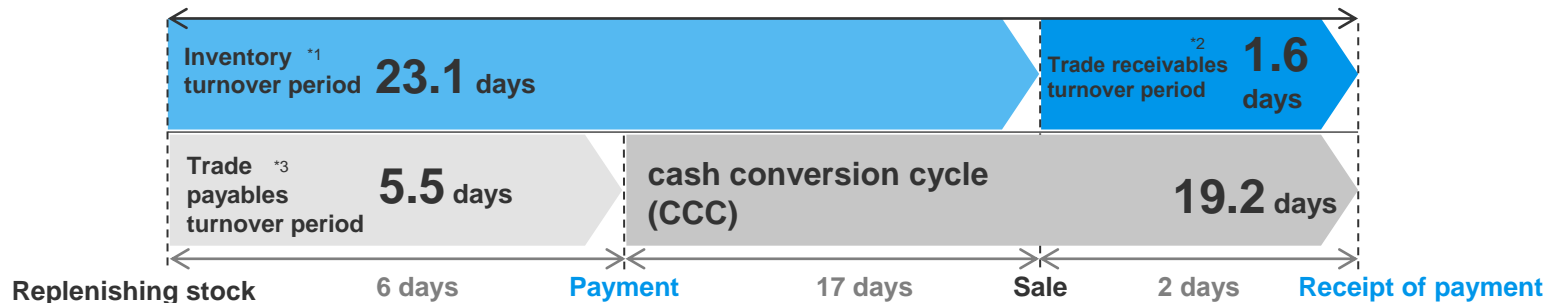 Inventory *1
turnover period 23.1 days
*2
Trade receivables 1.6
turnover period days
Trade *3
payables 5.5 days
turnover period
cash conversion cycle
(CCC)
19.2 days
Replenishing stock 6 days Payment 17 days Sale 2 days Receipt of payment